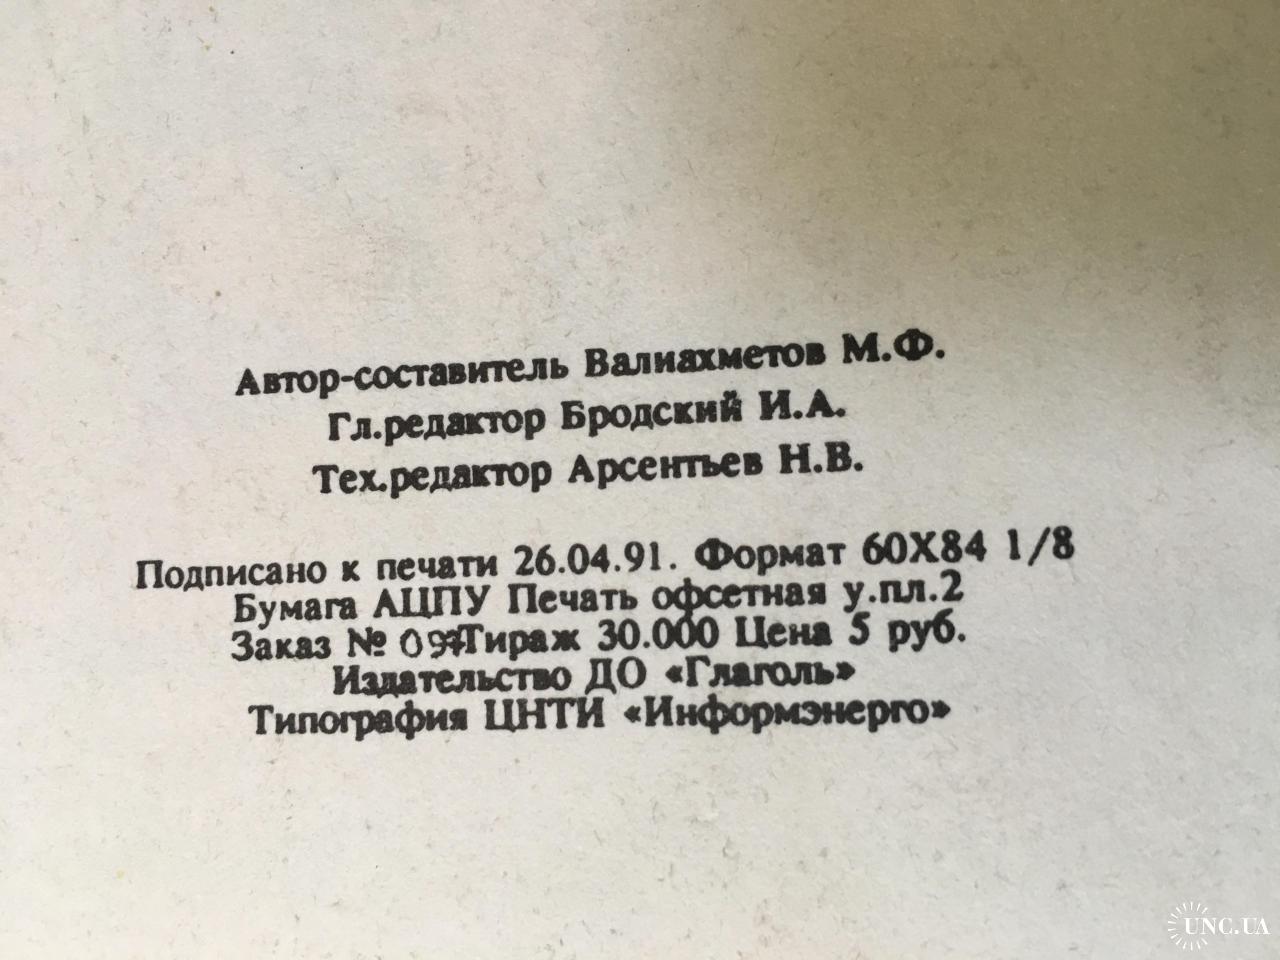 Автор-составитель Валиахметов М.Ф.
Гл.редактор Бродский И.А.
Тех.редактор Арсентьев Н.В.
Подписано к печати 26.04.91. Формат 60X84 1/8
Бумага АЦПУ Печать офсетная у.пл.2
Заказ № Тираж 30.000 Цена 5 руб.
Издательство ДО «Глаголь»
Типография ЦНТИ «Информэнерго»
UNC.UA